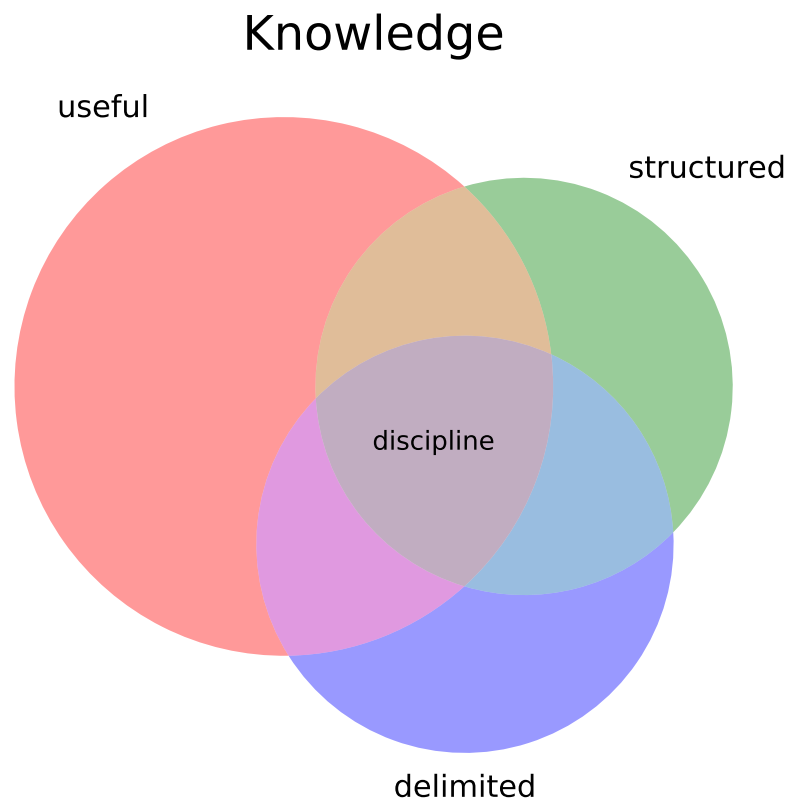 Knowledge
useful
structured
discipline
delimited